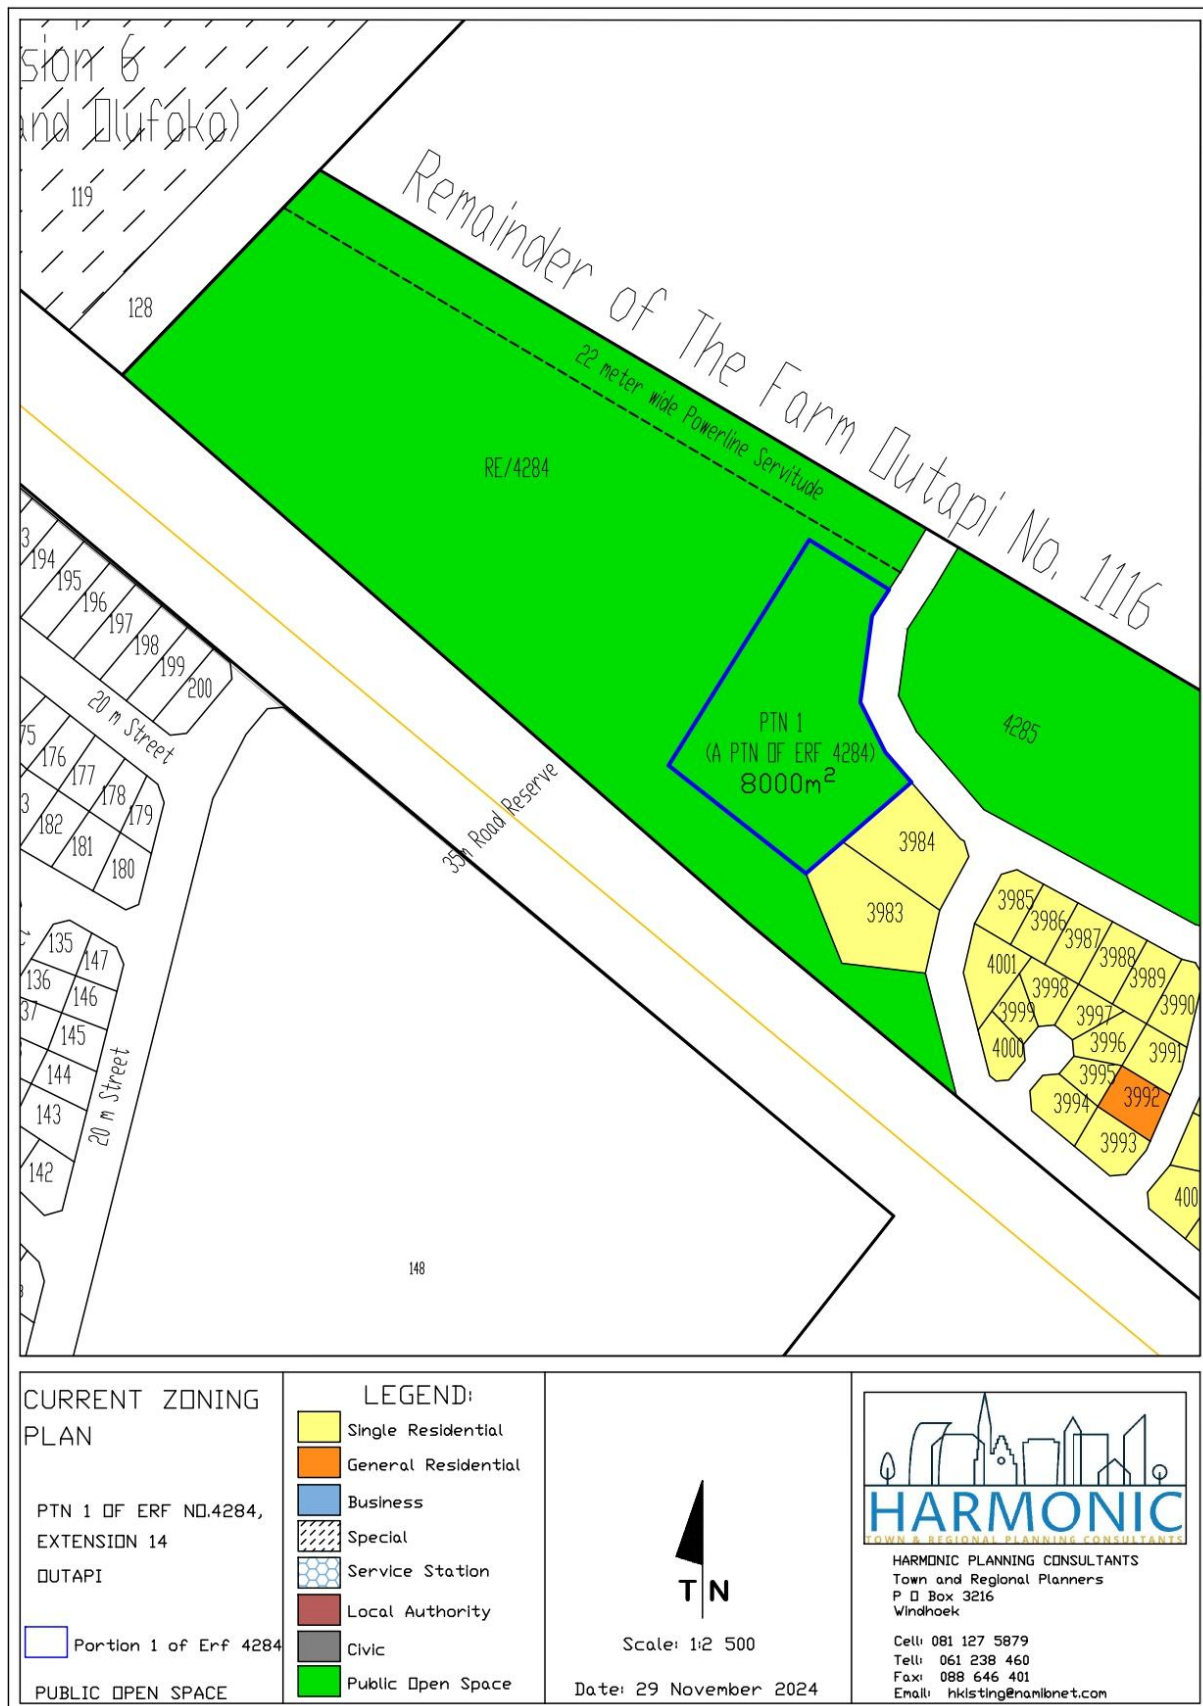 sion 6
and Olufoko)
119
128
Remainder of The Farm Outapi No. 1116
22 meter wide Powerline Servitude
RE/4284
3
194
195
196
197
198
199
200
20 m Street
75
176
177
178
179
3
182
181
180
PTN 1
(A PTN OF ERF 4284)
8000m²
4285
35m Road Reserve
3984
3983
3985
3986
3987
3988
3989
3990
4001
3998
3999
3997
4000
3996
3991
3995
3992
3994
3993
400
135
147
136
146
37
145
144
143
142
20 m Street
148
CURRENT ZONING
PLAN
PTN 1 OF ERF NO.4284,
EXTENSION 14
OUTAPI
Portion 1 of Erf 4284
PUBLIC OPEN SPACE
LEGEND:
Single Residential
General Residential
Business
Special
Service Station
Local Authority
Civic
Public Open Space
T N
Scale: 1:2 500
Date: 29 November 2024
HARMONIC
TOWN & REGIONAL PLANNING CONSULTANTS
HARMONIC PLANNING CONSULTANTS
Town and Regional Planners
P O Box 3216
Windhoek
Cell: 081 127 5879
Tell: 061 238 460
Fax: 088 646 401
Email: hkisting@namibnet.com